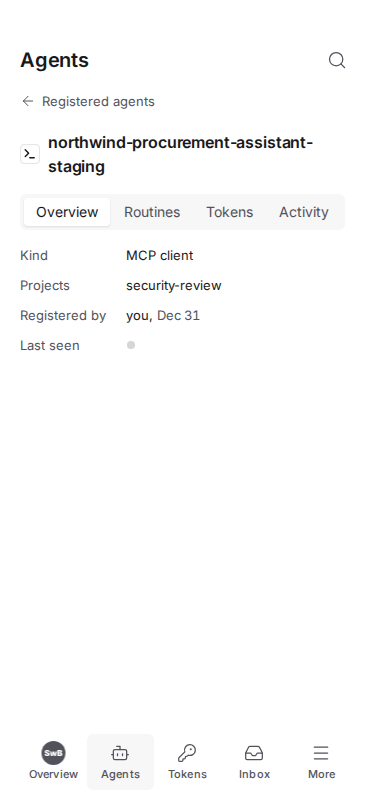 Agents
Registered agents
northwind-procurement-assistant-
staging
Overview Routines Tokens Activity
Kind MCP client
Projects security-review
Registered by you, Dec 31
Last seen
SwB
Overview Agents Tokens Inbox More